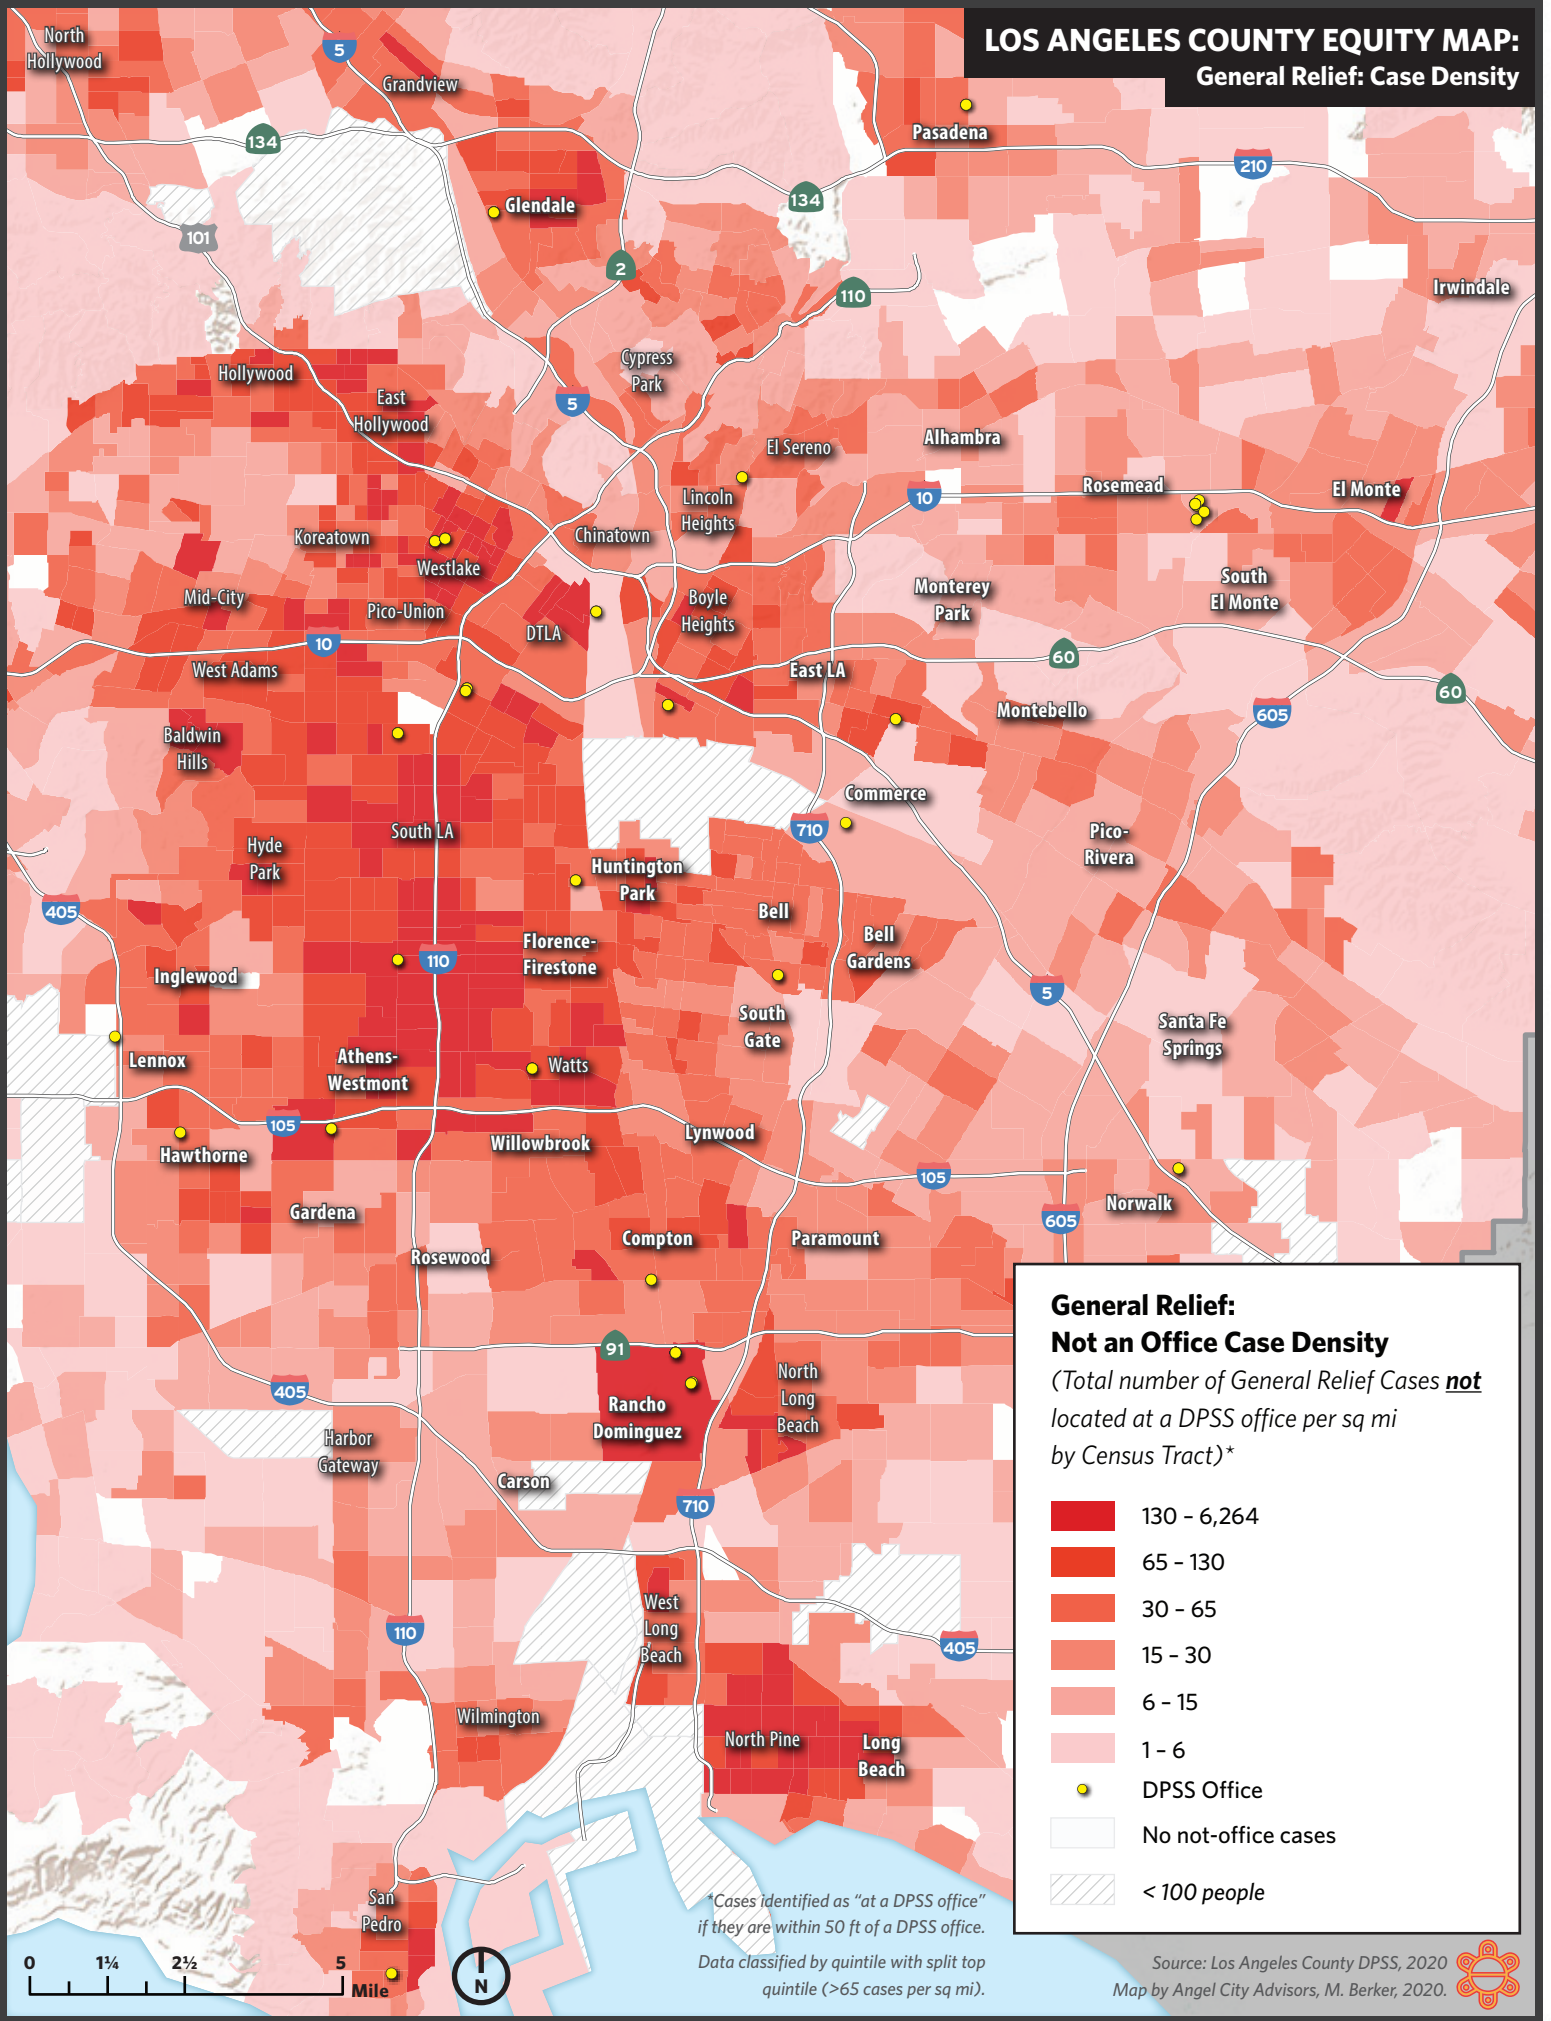 LOS ANGELES COUNTY EQUITY MAP:
General Relief: Case Density
North
Hollywood
5
Grandview
Pasadena
134
210
134
Glendale
101
2
110
Irwindale
Cypress
Park
Hollywood
East
Hollywood
5
Alhambra
El Sereno
Rosemead
El Monte
10
Lincoln
Heights
Koreatown
Chinatown
Westlake
South
El Monte
Monterey
Park
Mid-City
Pico-Union
Boyle
Heights
DTLA
10
60
West Adams
East LA
60
Montebello
605
Baldwin
Hills
Commerce
710
South LA
Pico-
Rivera
Hyde
Park
Huntington
Park
405
Bell
Bell
Gardens
Florence-
Firestone
110
Inglewood
5
South
Gate
Santa Fe
Springs
Lennox
Athens-
Westmont
Watts
105
Hawthorne
Willowbrook
Lynwood
105
Norwalk
Gardena
605
Compton
Paramount
Rosewood
91
North
Long
Beach
405
Rancho
Dominguez
Harbor
Gateway
Carson
710
West
Long
Beach
110
405
Wilmington
North Pine
Long
Beach
San
Pedro
General Relief:
Not an Office Case Density
(Total number of General Relief Cases not
located at a DPSS office per sq mi
by Census Tract)*
130 – 6,264
65 – 130
30 – 65
15 – 30
6 – 15
1 – 6
DPSS Office
No not-office cases
< 100 people
*Cases identified as “at a DPSS office”
if they are within 50 ft of a DPSS office.
Data classified by quintile with split top
quintile (>65 cases per sq mi).
0 1¼ 2½ 5
Mile
N
Source: Los Angeles County DPSS, 2020
Map by Angel City Advisors, M. Berker, 2020.